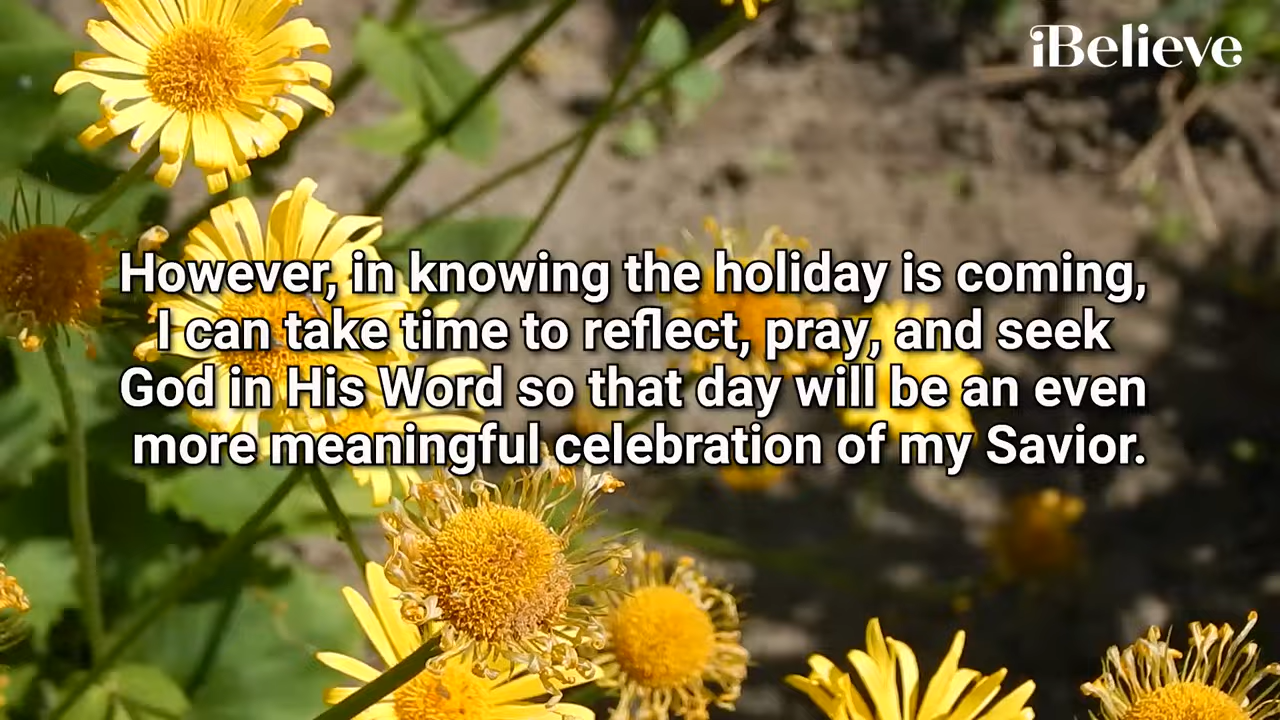 iBelieve
However, in knowing the holiday is coming,
I can take time to reflect, pray, and seek
God in His Word so that day will be an even
more meaningful celebration of my Savior.